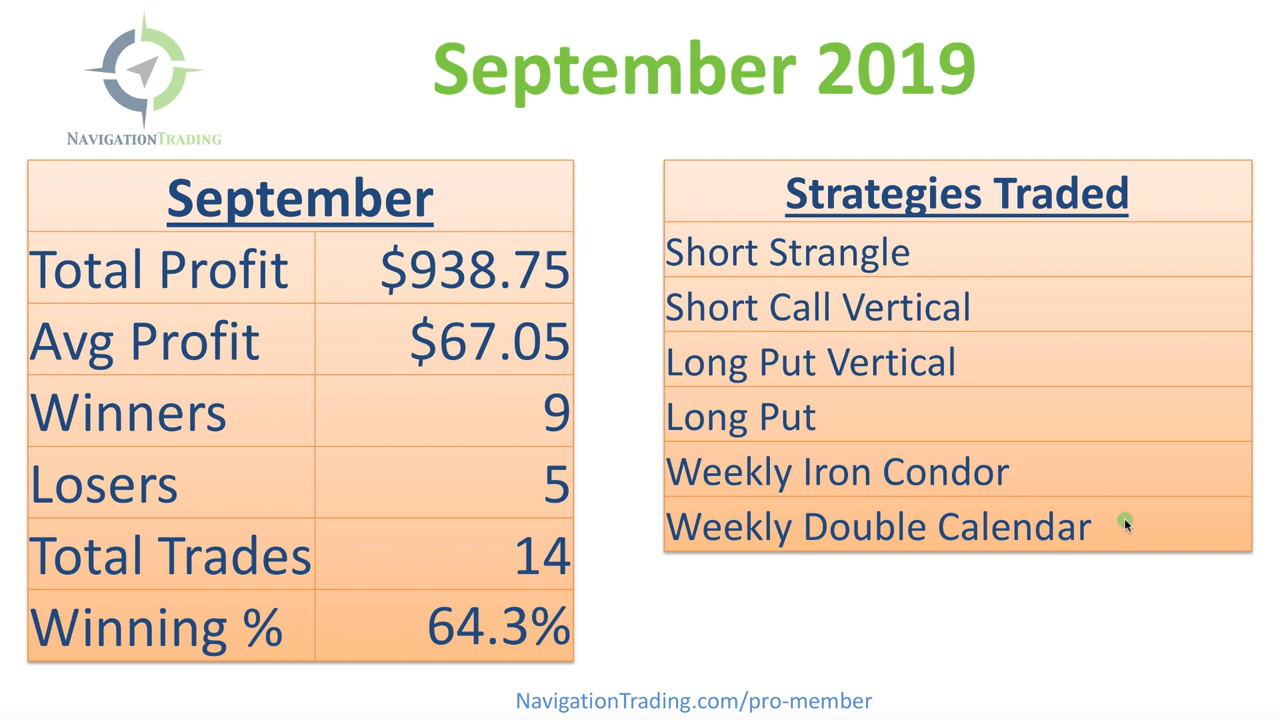 September 2019
NAVIGATIONTRADING
September
Total Profit $938.75
Avg Profit $67.05
Winners 9
Losers 5
Total Trades 14
Winning % 64.3%
Strategies Traded
Short Strangle
Short Call Vertical
Long Put Vertical
Long Put
Weekly Iron Condor
Weekly Double Calendar
NavigationTrading.com/pro-member